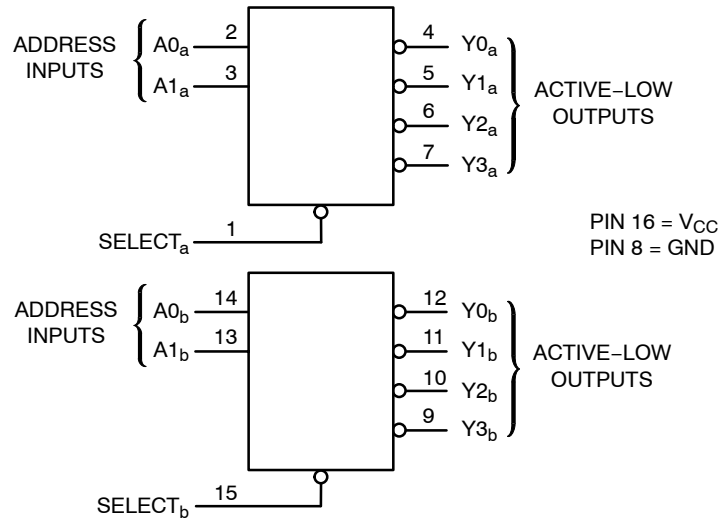 ADDRESS
INPUTS
A0a 2
A1a 3
4 Y0a
5 Y1a
6 Y2a
7 Y3a
ACTIVE–LOW
OUTPUTS
SELECTa 1
PIN 16 = VCC
PIN 8 = GND
ADDRESS
INPUTS
A0b 14
A1b 13
12 Y0b
11 Y1b
10 Y2b
9 Y3b
ACTIVE–LOW
OUTPUTS
SELECTb 15